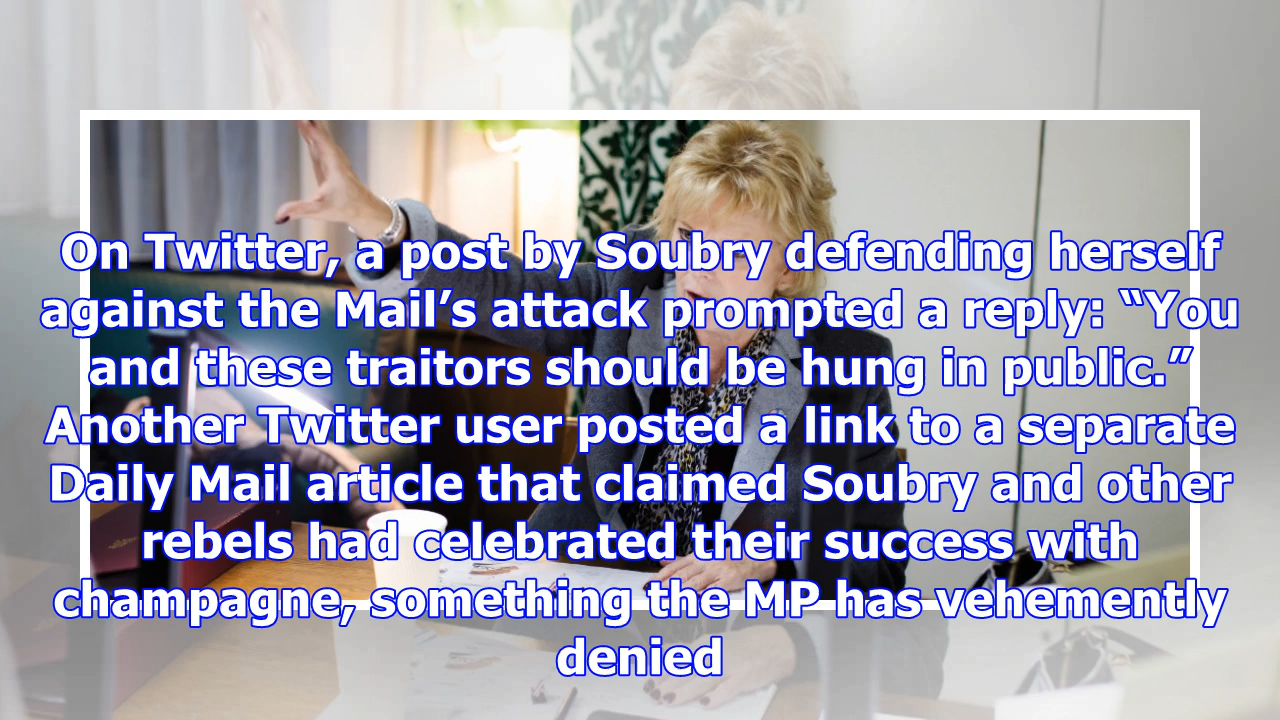 On Twitter, a post by Soubry defending herself
against the Mail’s attack prompted a reply: “You
and these traitors should be hung in public.”
Another Twitter user posted a link to a separate
Daily Mail article that claimed Soubry and other
rebels had celebrated their success with
champagne, something the MP has vehemently
denied